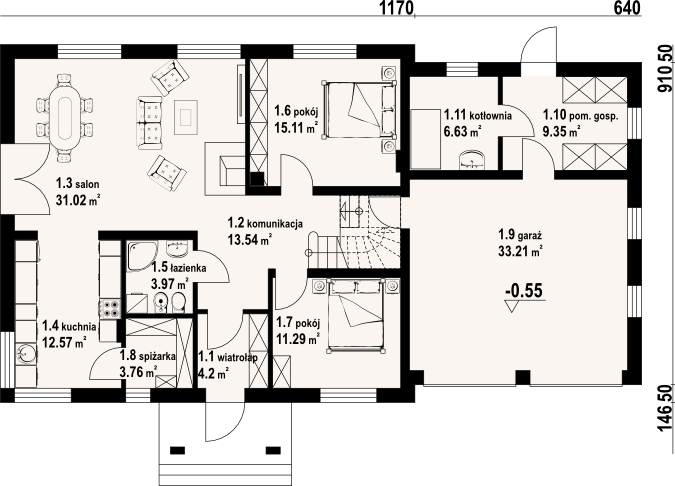 1170
640
910 50
1.6 pokój
15.11 m²
1.11 kotłownia
6.63 m²
1.10 pom. gosp.
9.35 m²
1.3 salon
31.02 m²
1.2 komunikacja
13.54 m²
1.9 garaż
33.21 m²
1.5 łazienka
3.97 m²
-0.55
1.4 kuchnia
12.57 m²
1.8 spiżarka
3.76 m²
1.1 wiatrołap
4.2 m²
1.7 pokój
11.29 m²
146 50